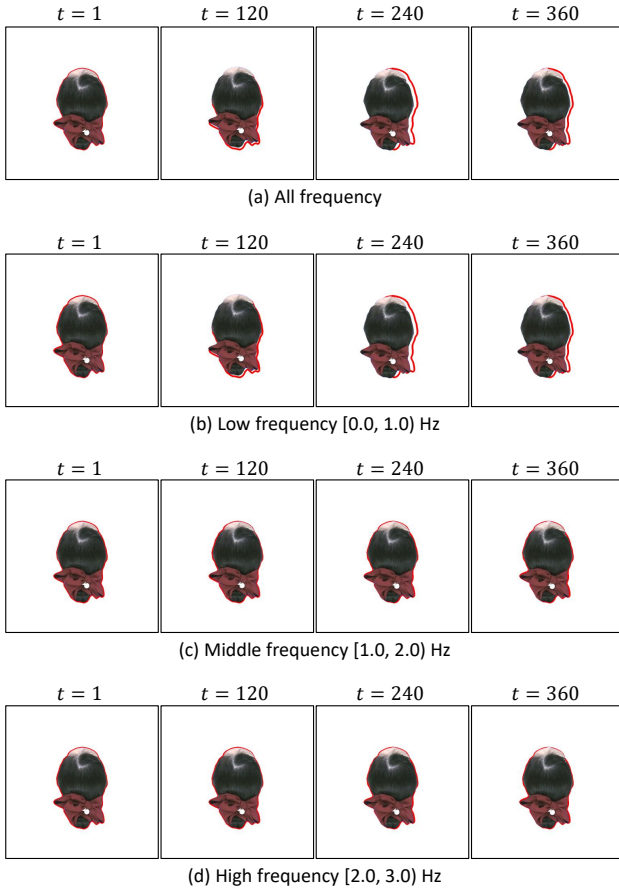 t = 1 t = 120 t = 240 t = 360
(a) All frequency
t = 1 t = 120 t = 240 t = 360
(b) Low frequency [0.0, 1.0) Hz
t = 1 t = 120 t = 240 t = 360
(c) Middle frequency [1.0, 2.0) Hz
t = 1 t = 120 t = 240 t = 360
(d) High frequency [2.0, 3.0) Hz